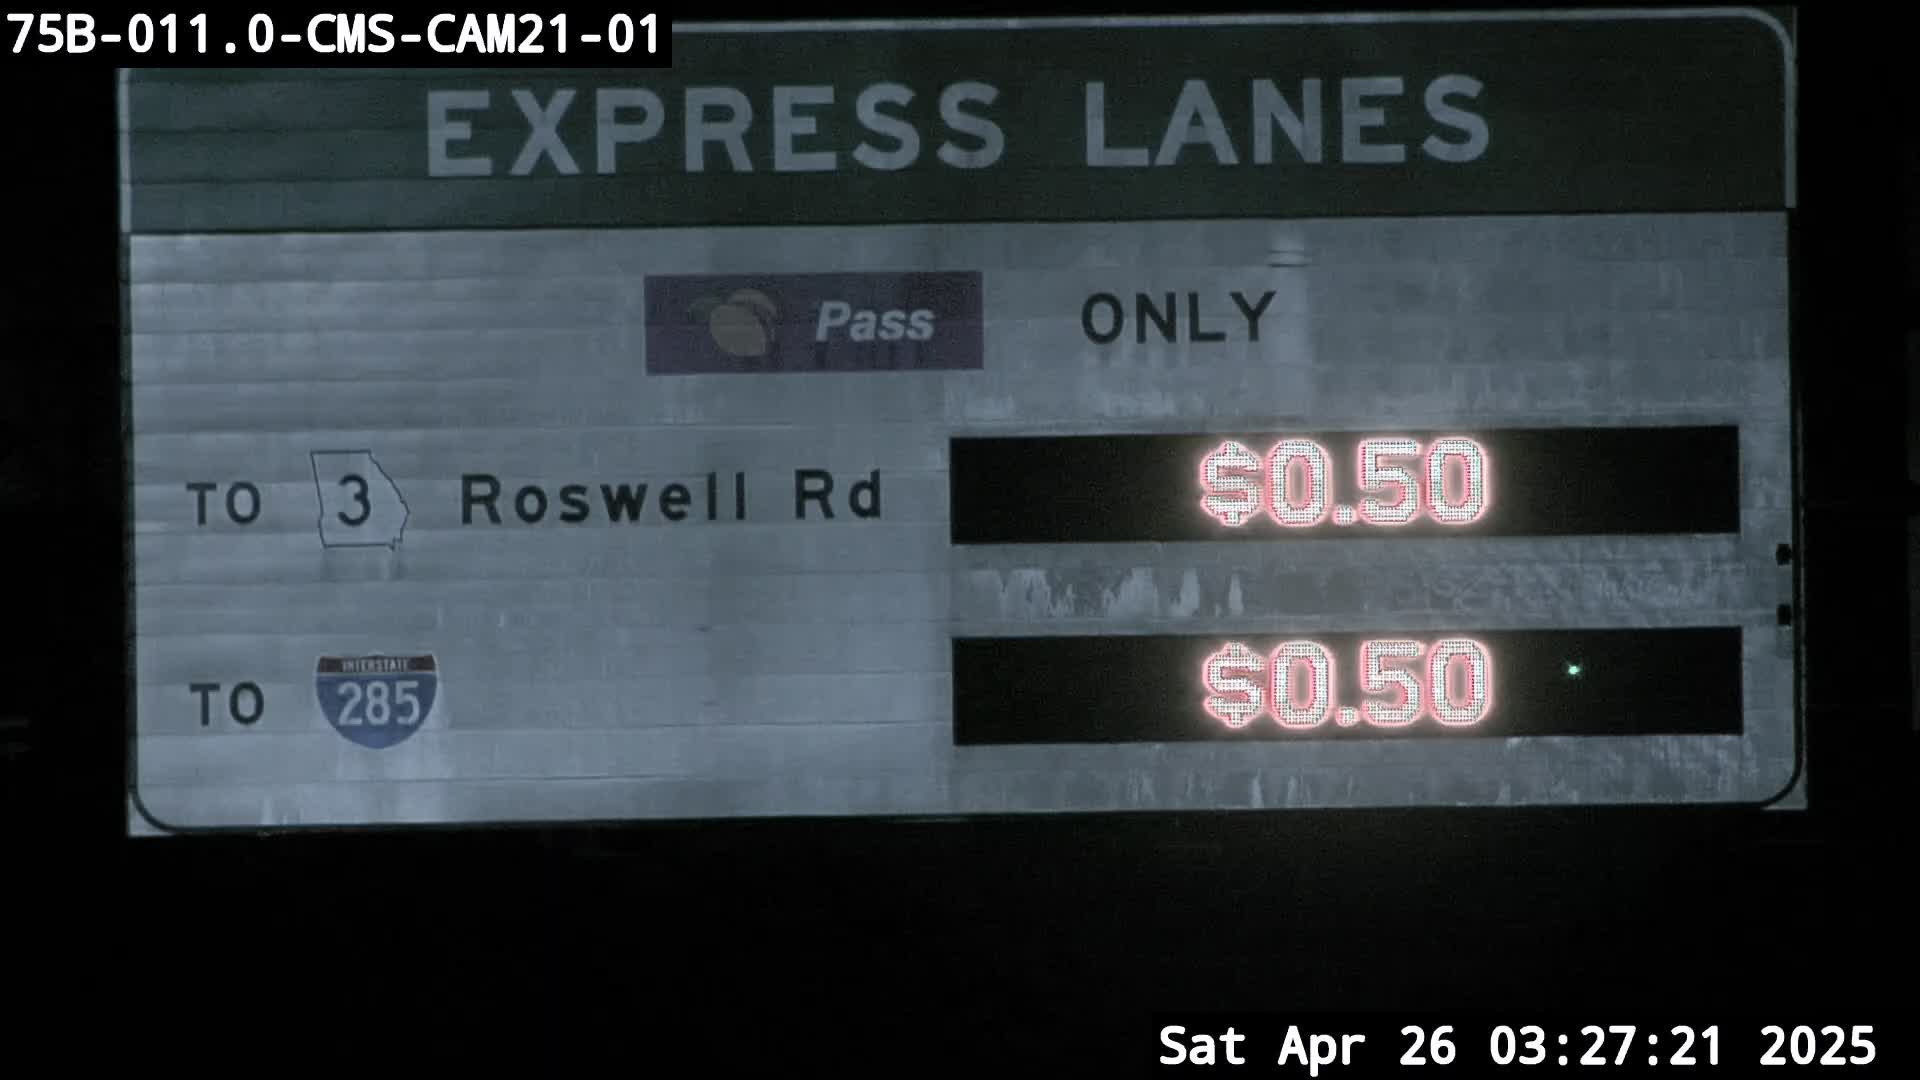 75B-011.0-CMS-CAM21-01
EXPRESS LANES
Pass ONLY
TO 3 Roswell Rd $0.50
TO INTERSTATE 285 $0.50
Sat Apr 26 03:27:21 2025